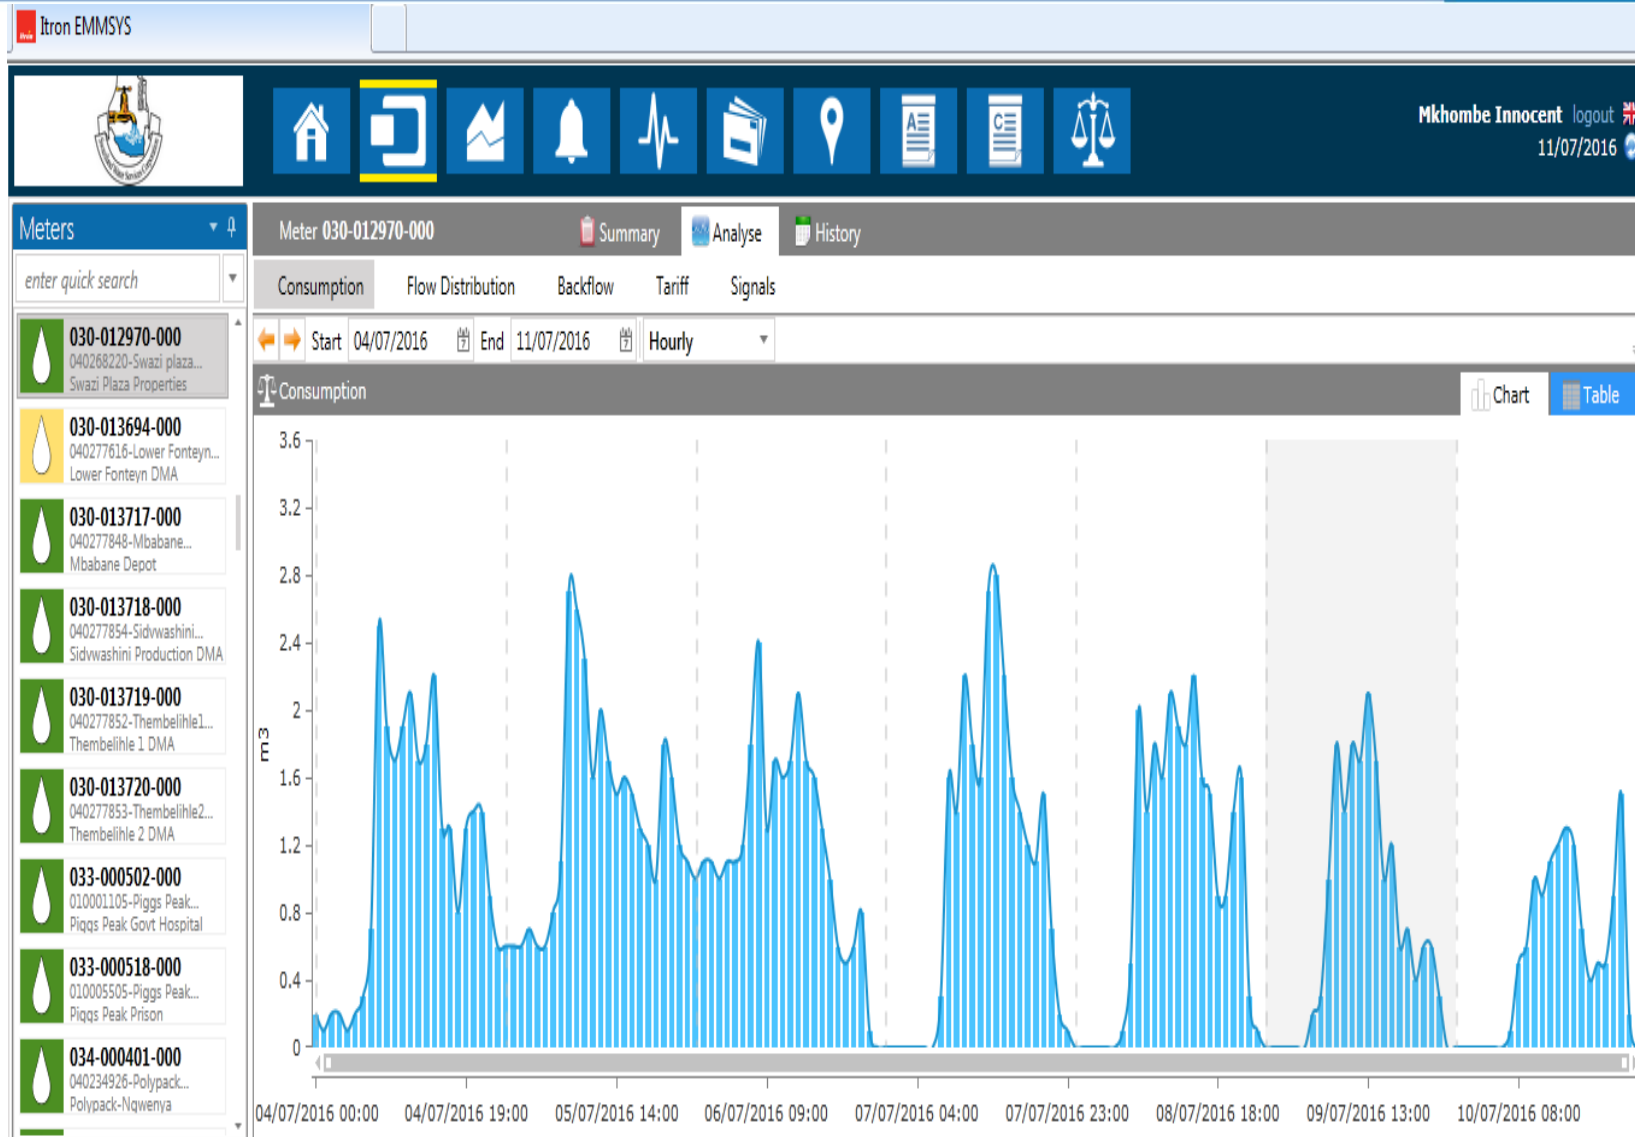 Itron EMMSYS
Mkhombe Innocent logout
11/07/2016
Meters
enter quick search
030-012970-000
040268220-Swazi plaza...
Swazi Plaza Properties
030-013694-000
040277616-Lower Fonteyn...
Lower Fonteyn DMA
030-013717-000
040277848-Mbabane...
Mbabane Depot
030-013718-000
040277854-Sidvwashini...
Sidvwashini Production DMA
030-013719-000
040277852-Thembelihle1...
Thembelihle 1 DMA
030-013720-000
040277853-Thembelihle2...
Thembelihle 2 DMA
033-000502-000
010001105-Piggs Peak...
Piggs Peak Govt Hospital
033-000518-000
010005505-Piggs Peak...
Piggs Peak Prison
034-000401-000
040234926-Polypack...
Polypack-Ngwenya
Meter 030-012970-000 Summary Analyse History
Consumption Flow Distribution Backflow Tariff Signals
Start 04/07/2016 End 11/07/2016 Hourly
Consumption Chart Table
3.6
3.2
2.8
2.4
2
1.6
1.2
0.8
0.4
0
m3
04/07/2016 00:00 04/07/2016 19:00 05/07/2016 14:00 06/07/2016 09:00 07/07/2016 04:00 07/07/2016 23:00 08/07/2016 18:00 09/07/2016 13:00 10/07/2016 08:00